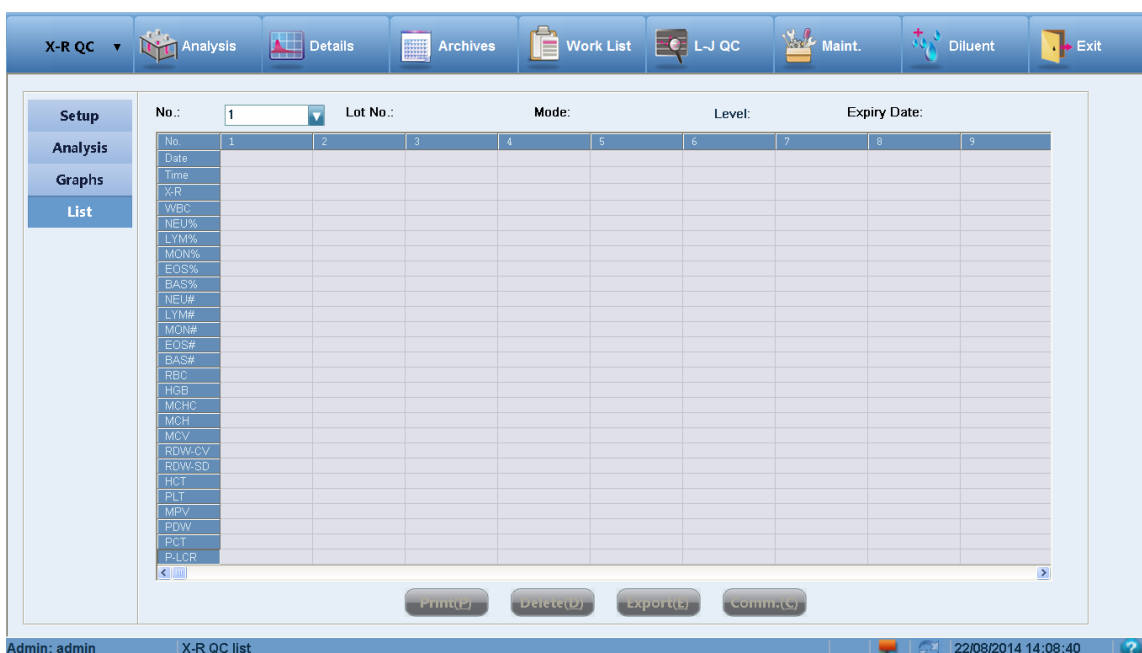 X-R QC ▼ Analysis Details Archives Work List L-J QC Maint. Diluent Exit
Setup
Analysis
Graphs
List
No.: 1 Lot No.: Mode: Level: Expiry Date:
No. 1 2 3 4 5 6 7 8 9
Date
Time
X-R
WBC
NEU%
LYM%
MON%
EOS%
BAS%
NEU#
LYM#
MON#
EOS#
BAS#
RBC
HGB
MCHC
MCH
MCV
RDW-CV
RDW-SD
HCT
PLT
MPV
PDW
PCT
P-LCR
Print(P) Delete(D) Export(E) Comm.(C)
Admin: admin X-R QC list 22/08/2014 14:08:40 ?